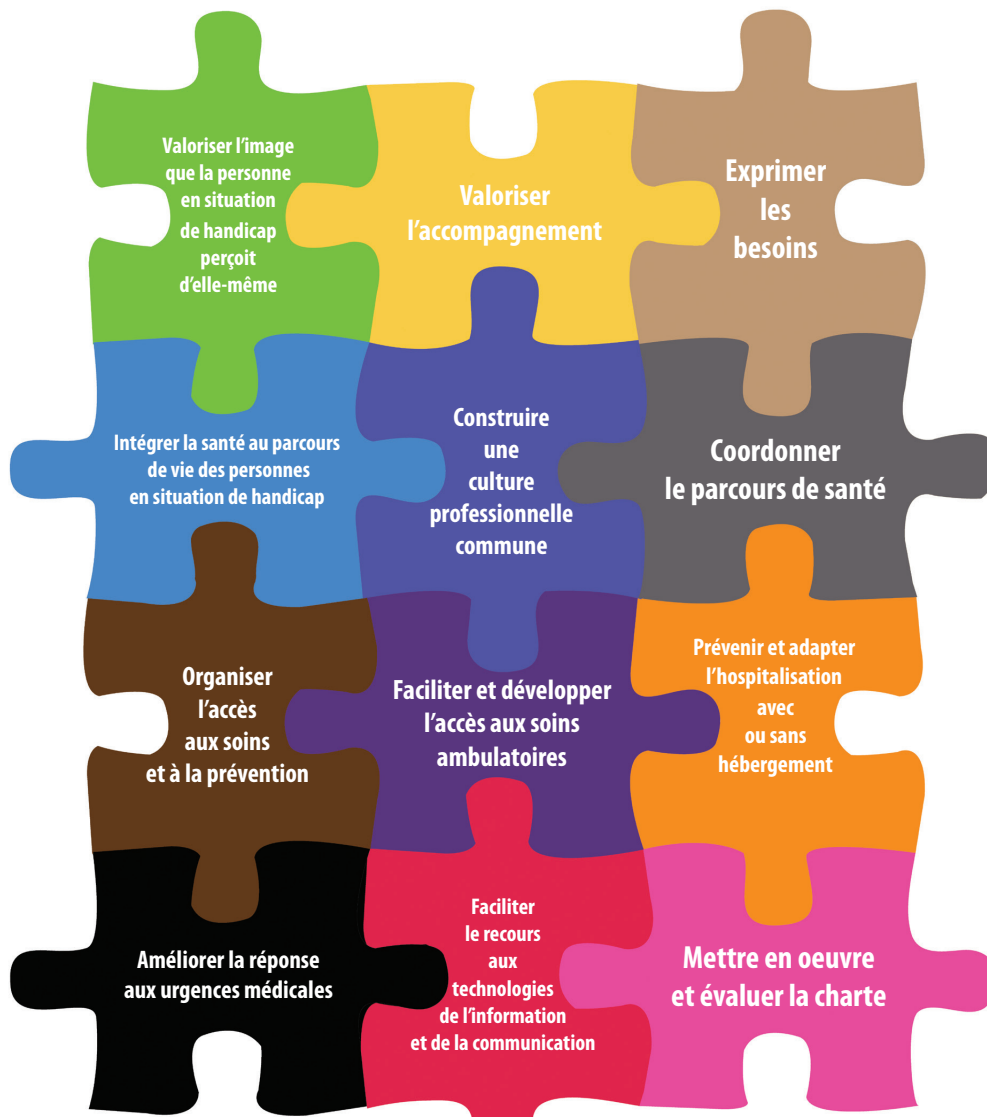 Valoriser l'image
que la personne
en situation
de handicap
perçoit
d'elle-même
Valoriser
l'accompagnement
Exprimer
les
besoins
Intégrer la santé au parcours
de vie des personnes
en situation de handicap
Construire
une
culture
professionnelle
commune
Coordonner
le parcours de santé
Organiser
l'accès
aux soins
et à la prévention
Faciliter et développer
l'accès aux soins
ambulatoires
Prévenir et adapter
l'hospitalisation
avec
ou sans
hébergement
Améliorer la réponse
aux urgences médicales
Faciliter
le recours
aux
technologies
de l'information
et de la communication
Mettre en oeuvre
et évaluer la charte